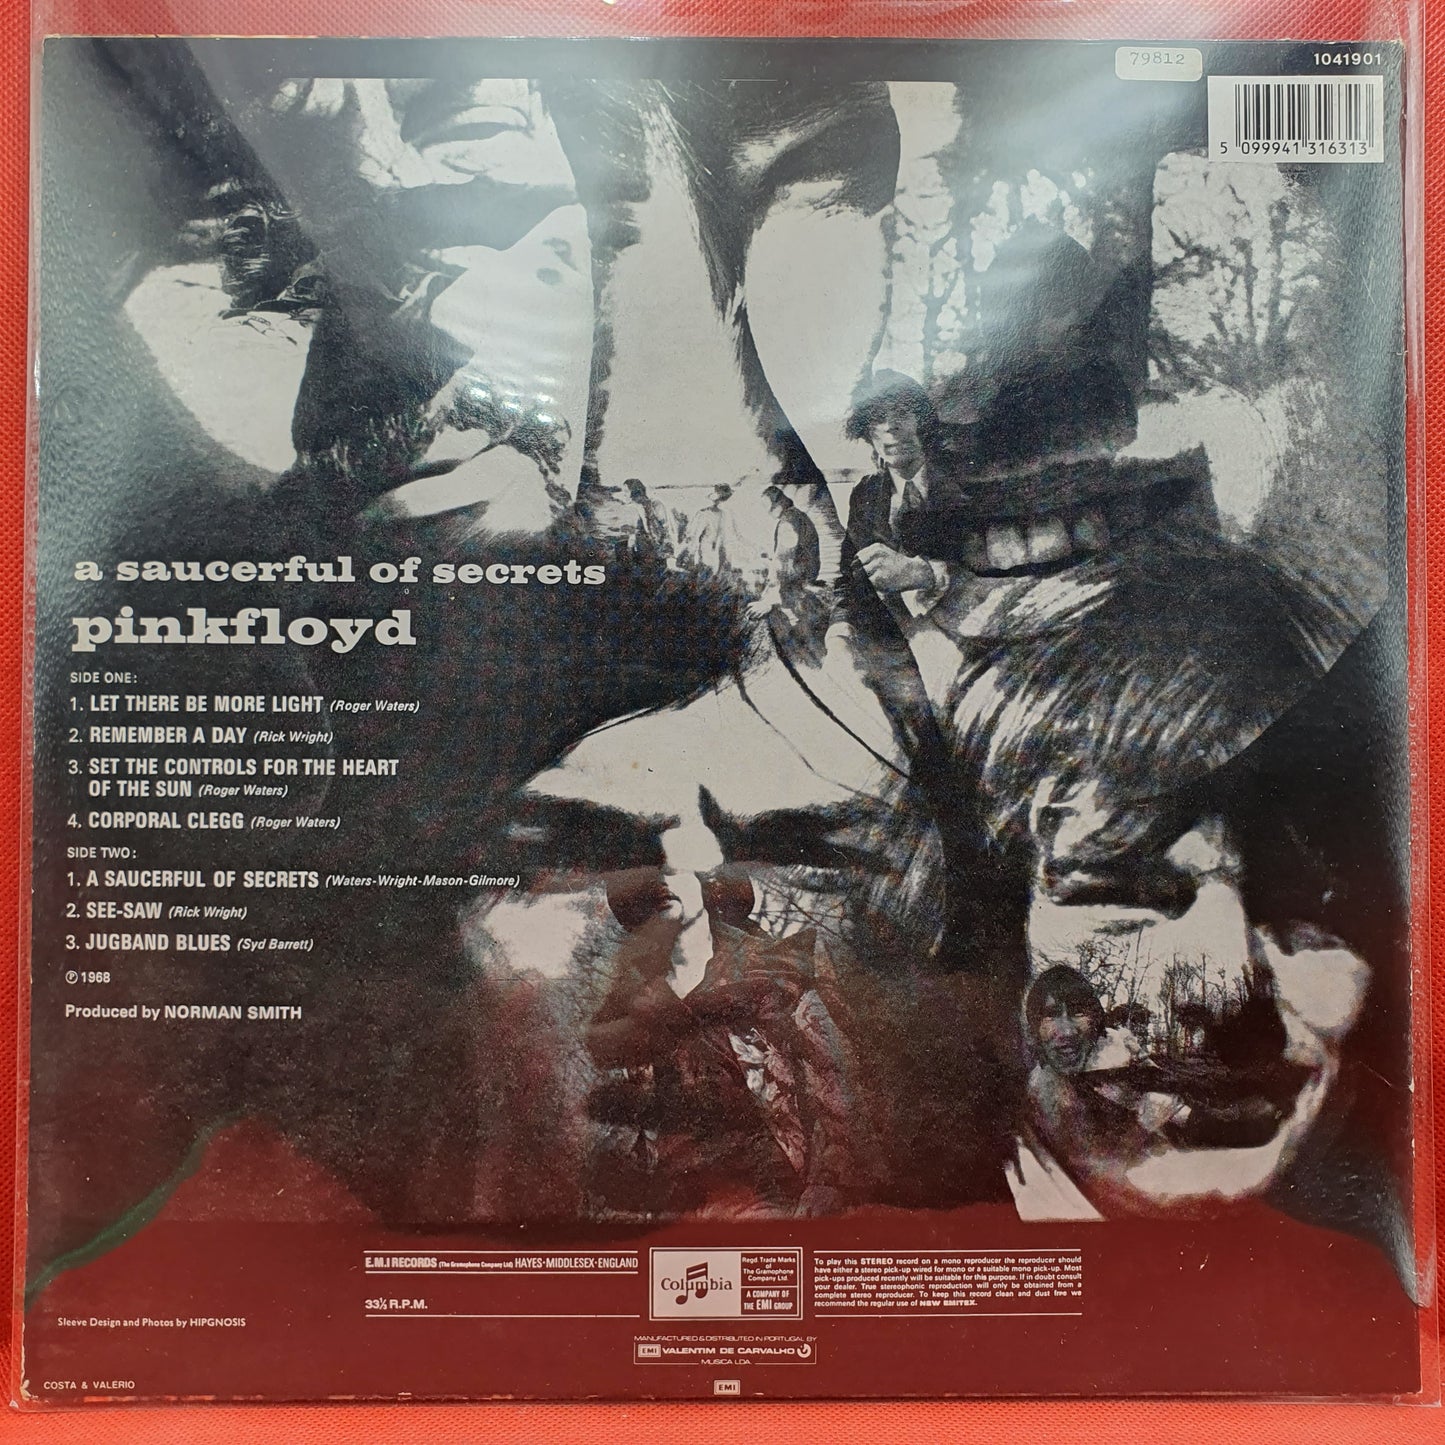 79812
1041901
5 099941 316313
a saucerful of secrets
pinkfloyd
SIDE ONE:
1. LET THERE BE MORE LIGHT (Roger Waters)
2. REMEMBER A DAY (Rick Wright)
3. SET THE CONTROLS FOR THE HEART
OF THE SUN (Roger Waters)
4. CORPORAL CLEGG (Roger Waters)
SIDE TWO:
1. A SAUCERFUL OF SECRETS (Waters-Wright-Mason-Gilmore)
2. SEE-SAW (Rick Wright)
3. JUGBAND BLUES (Syd Barrett)
℗ 1968
Produced by NORMAN SMITH
E.M.I RECORDS (The Gramophone Company Ltd) HAYES·MIDDLESEX·ENGLAND
33⅓ R.P.M.
Columbia
Regd. Trade Marks
of
The Gramophone
Company Ltd.
A COMPANY OF
THE EMI GROUP
To play this STEREO record on a mono reproducer the reproducer should
have either a stereo pick-up wired for mono or a suitable mono pick-up. Most
pick-ups produced recently will be suitable for this purpose. If in doubt consult
your dealer. True stereophonic reproduction will only be obtained from a
complete stereo reproducer. To keep this record clean and dust free we
recommend the regular use of NEW EMITEX.
Sleeve Design and Photos by HIPGNOSIS
MANUFACTURED & DISTRIBUTED IN PORTUGAL BY
EMI VALENTIM DE CARVALHO
MUSICA LDA.
COSTA & VALERIO
EMI